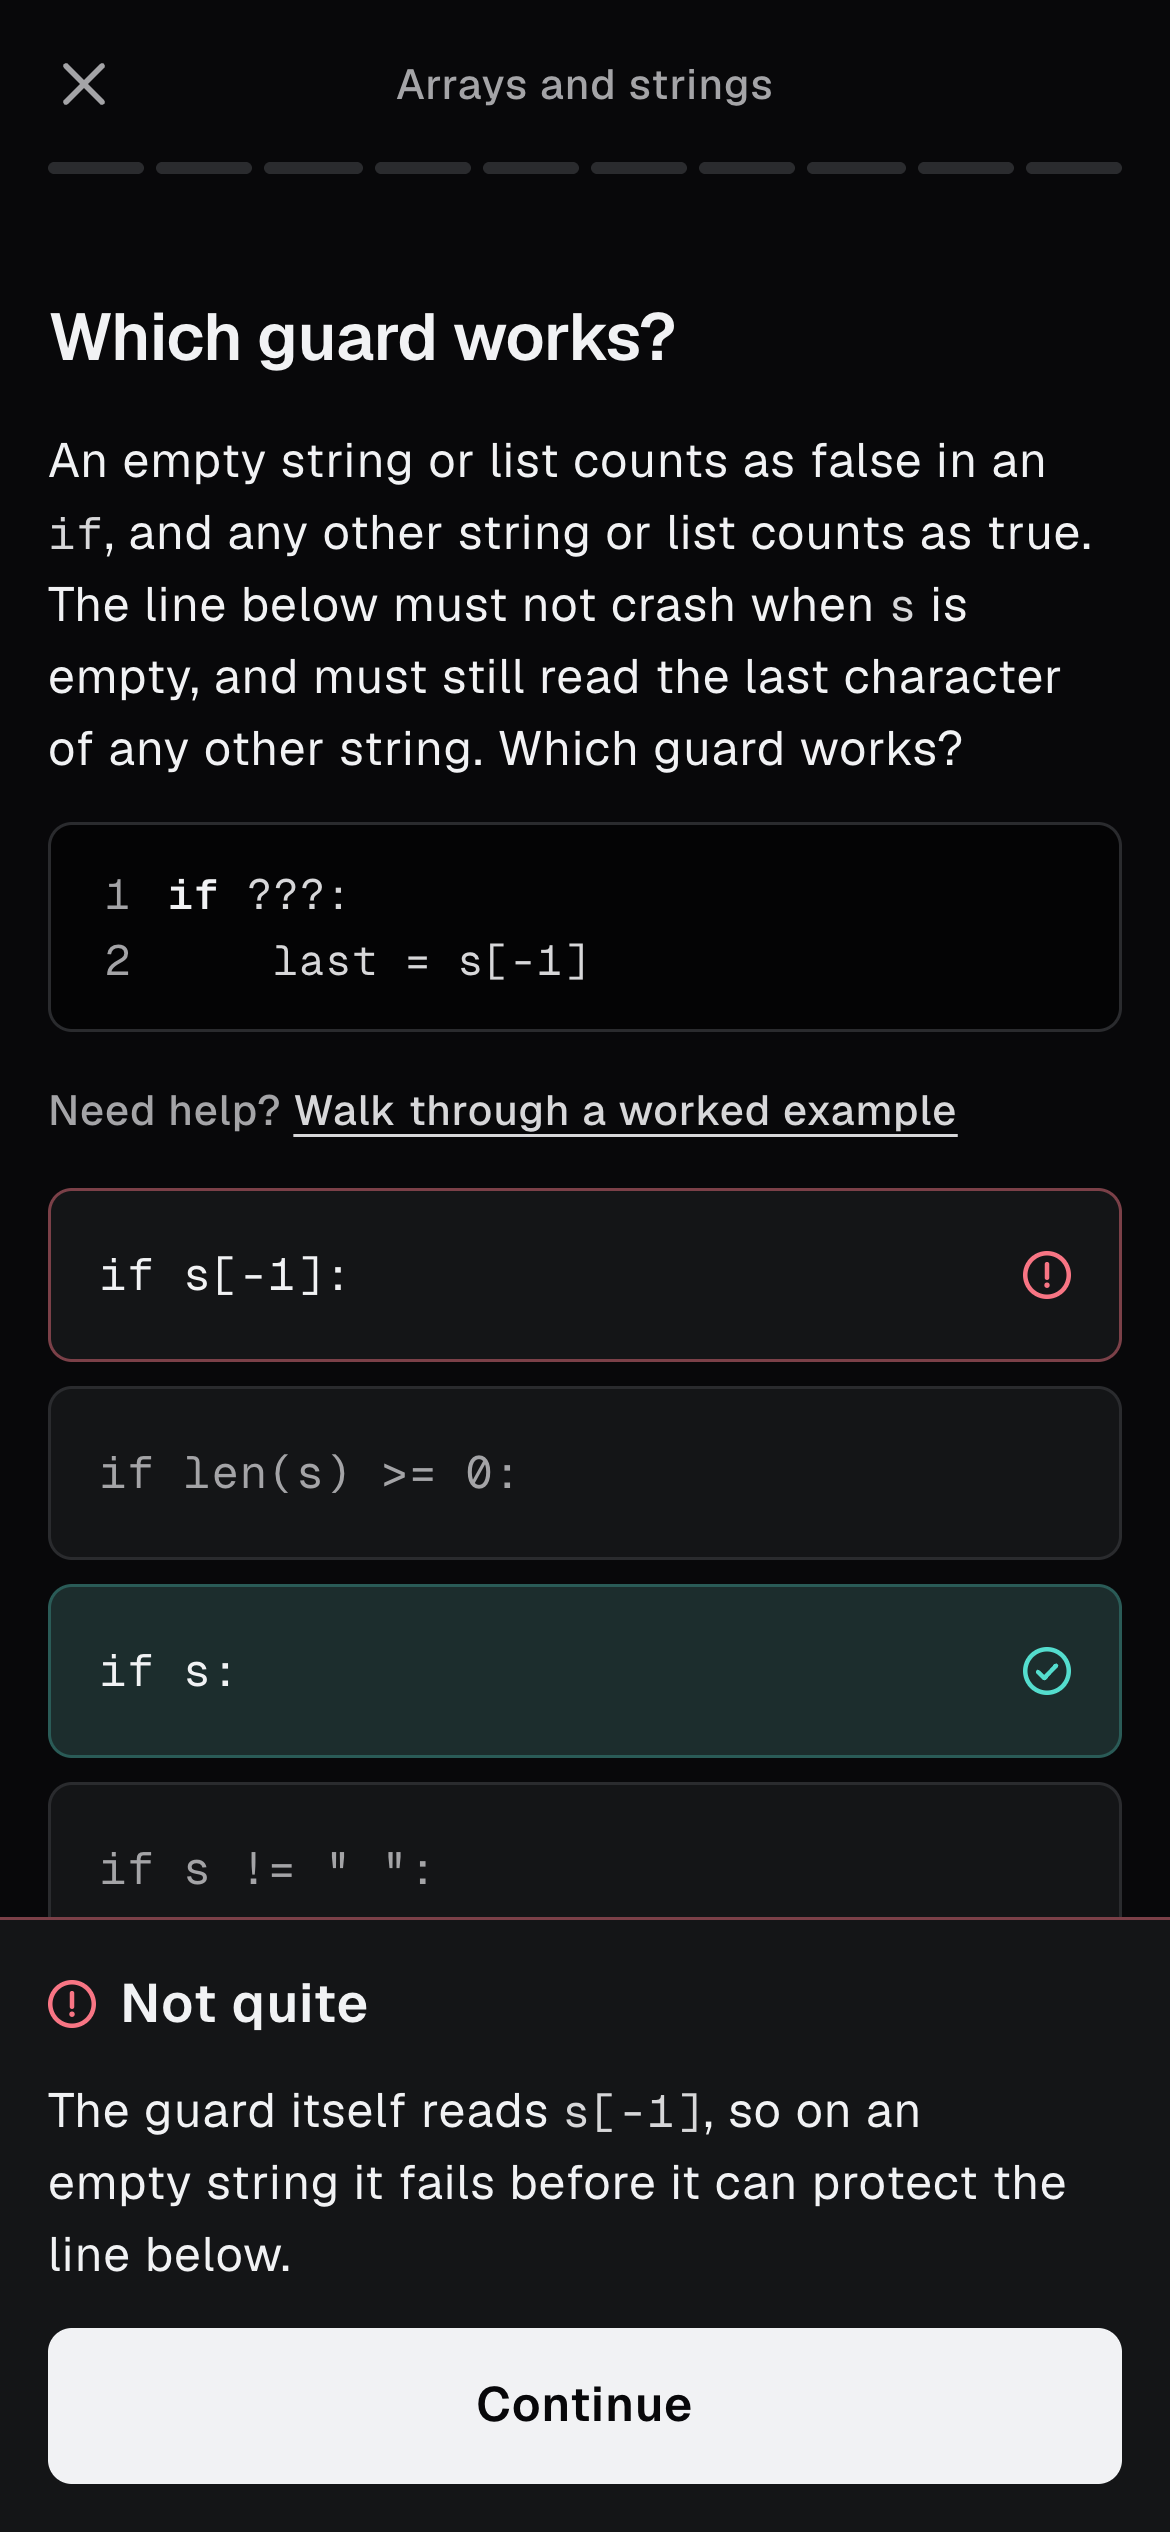 Arrays and strings
Which guard works?
An empty string or list counts as false in an
if, and any other string or list counts as true.
The line below must not crash when s is
empty, and must still read the last character
of any other string. Which guard works?
1 if ???:
2     last = s[-1]
Need help? Walk through a worked example
if s[-1]:
if len(s) >= 0:
if s:
if s != " ":
Not quite
The guard itself reads s[-1], so on an
empty string it fails before it can protect the
line below.
Continue